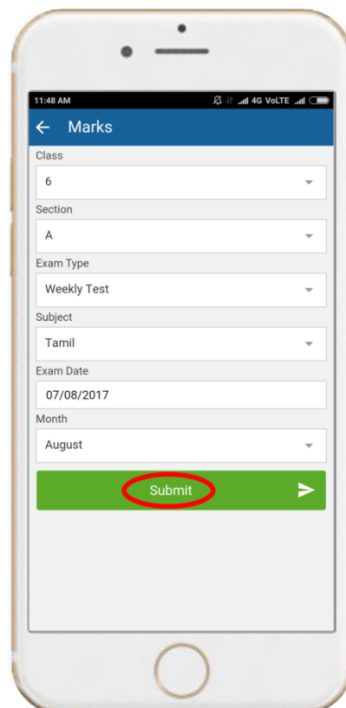 11:48 AM 4G VoLTE
Marks
Class
6
Section
A
Exam Type
Weekly Test
Subject
Tamil
Exam Date
07/08/2017
Month
August
Submit